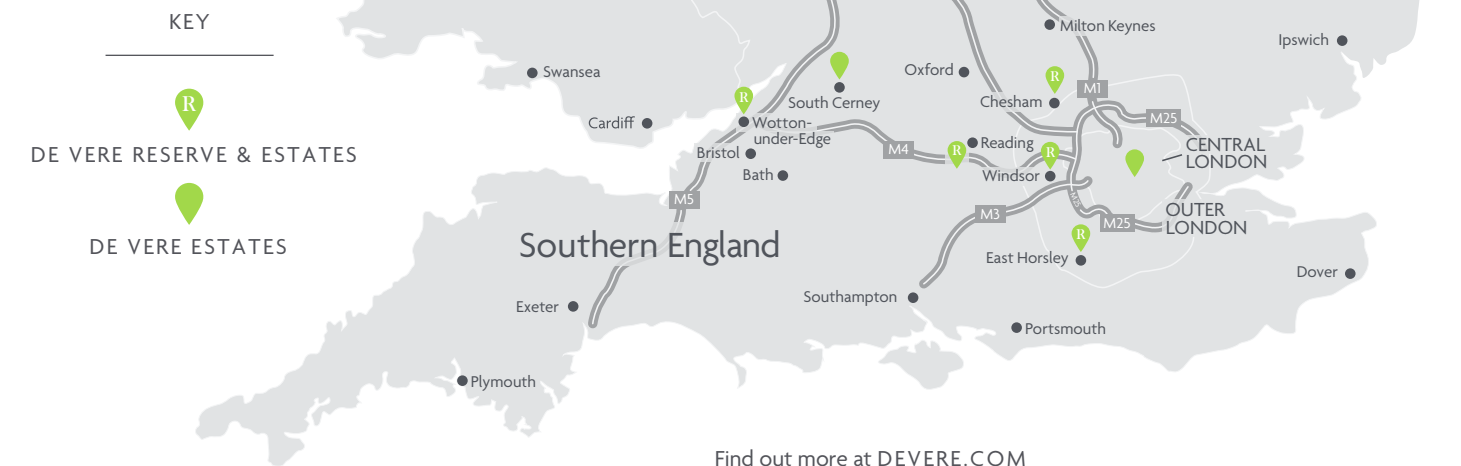 KEY
R
DE VERE RESERVE & ESTATES
DE VERE ESTATES
Milton Keynes
Ipswich
Swansea
Oxford
R
South Cerney
R
Chesham
M1
Cardiff
Wotton-
under-Edge
M25
Bristol
Bath
M4
R
Reading
R
Windsor
CENTRAL
LONDON
M5
M3
M25
M25
OUTER
LONDON
Southern England
R
East Horsley
Dover
Exeter
Southampton
Portsmouth
Plymouth
Find out more at DEVERE.COM